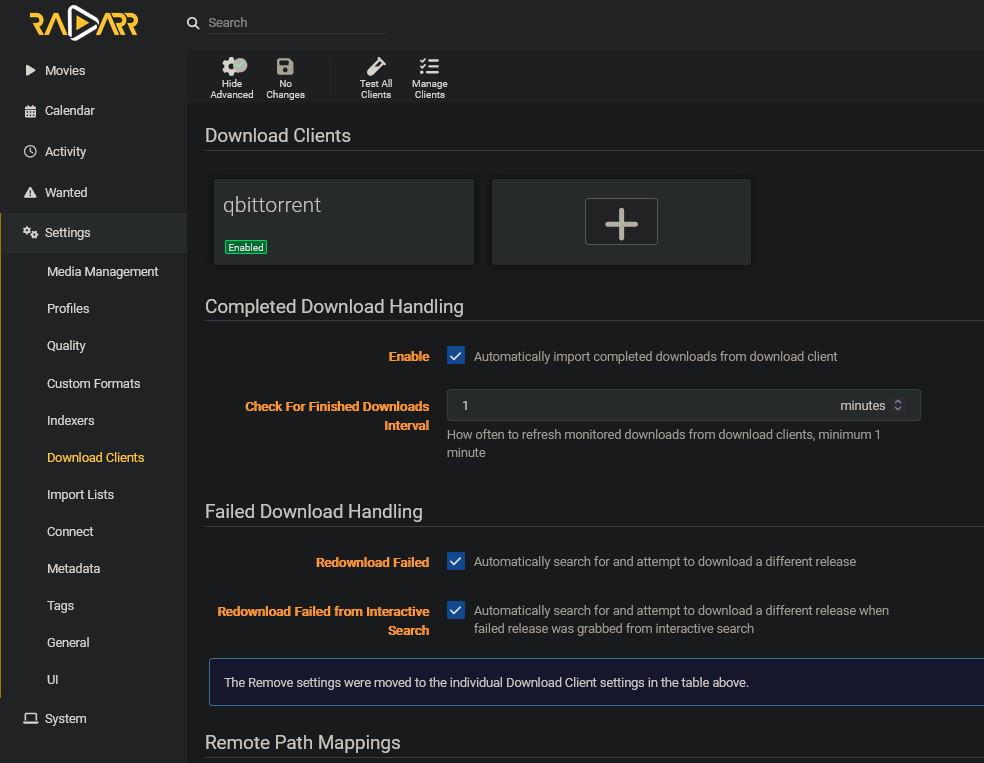 RADARR
Search
Movies
Calendar
Activity
Wanted
Settings
Media Management
Profiles
Quality
Custom Formats
Indexers
Download Clients
Import Lists
Connect
Metadata
Tags
General
UI
System
Hide
Advanced
No
Changes
Test All
Clients
Manage
Clients
Download Clients
qbittorrent
Enabled
Completed Download Handling
Enable
Automatically import completed downloads from download client
Check For Finished Downloads
Interval
1
minutes
How often to refresh monitored downloads from download clients, minimum 1
minute
Failed Download Handling
Redownload Failed
Automatically search for and attempt to download a different release
Redownload Failed from Interactive
Search
Automatically search for and attempt to download a different release when
failed release was grabbed from interactive search
The Remove settings were moved to the individual Download Client settings in the table above.
Remote Path Mappings